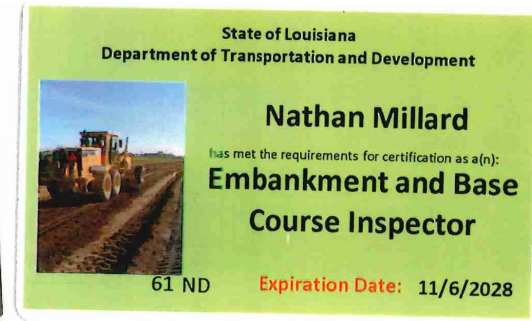 State of Louisiana
Department of Transportation and Development
Nathan Millard
has met the requirements for certification as a(n):
Embankment and Base
Course Inspector
61 ND
Expiration Date: 11/6/2028